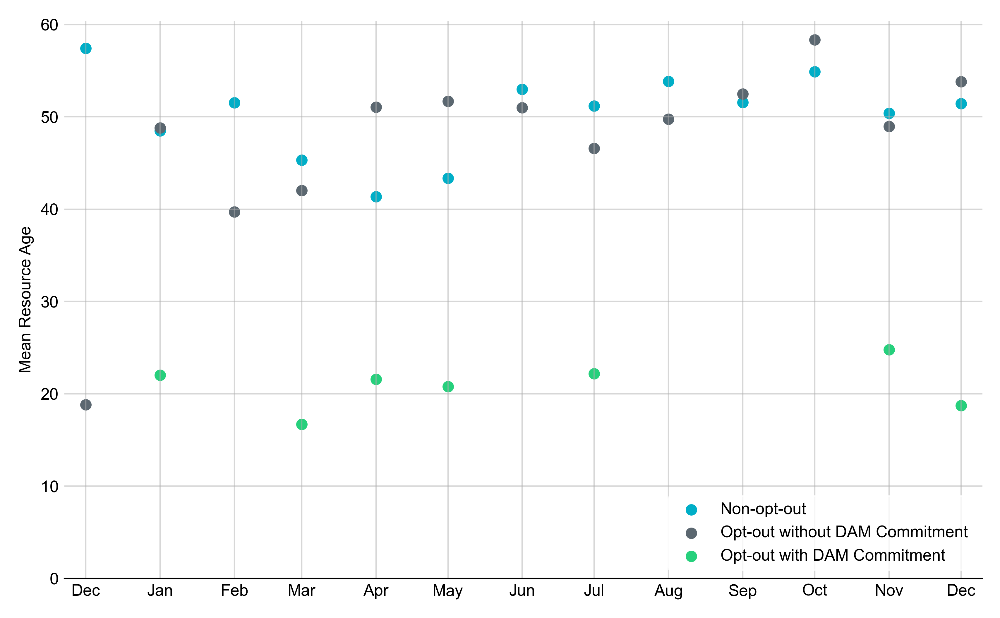 60
50
40
30
20
10
0
Mean Resource Age
Dec Jan Feb Mar Apr May Jun Jul Aug Sep Oct Nov Dec
Non-opt-out
Opt-out without DAM Commitment
Opt-out with DAM Commitment